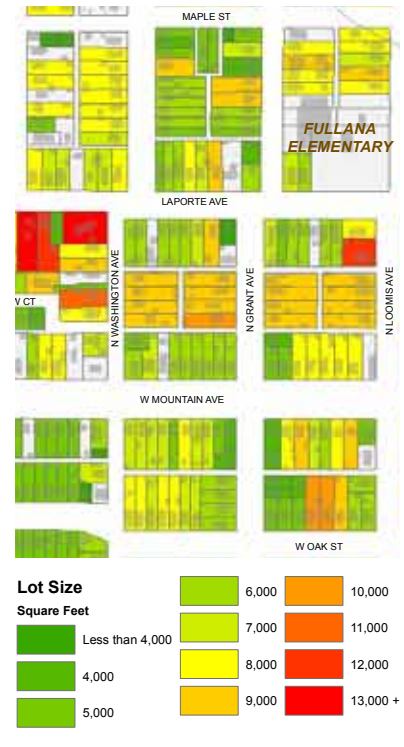 MAPLE ST
FULLANA
ELEMENTARY
LAPORTE AVE
N WASHINGTON AVE
N GRANT AVE
N LOOMIS AVE
W CT
W MOUNTAIN AVE
W OAK ST
Lot Size
Square Feet
Less than 4,000
4,000
5,000
6,000
7,000
8,000
9,000
10,000
11,000
12,000
13,000 +